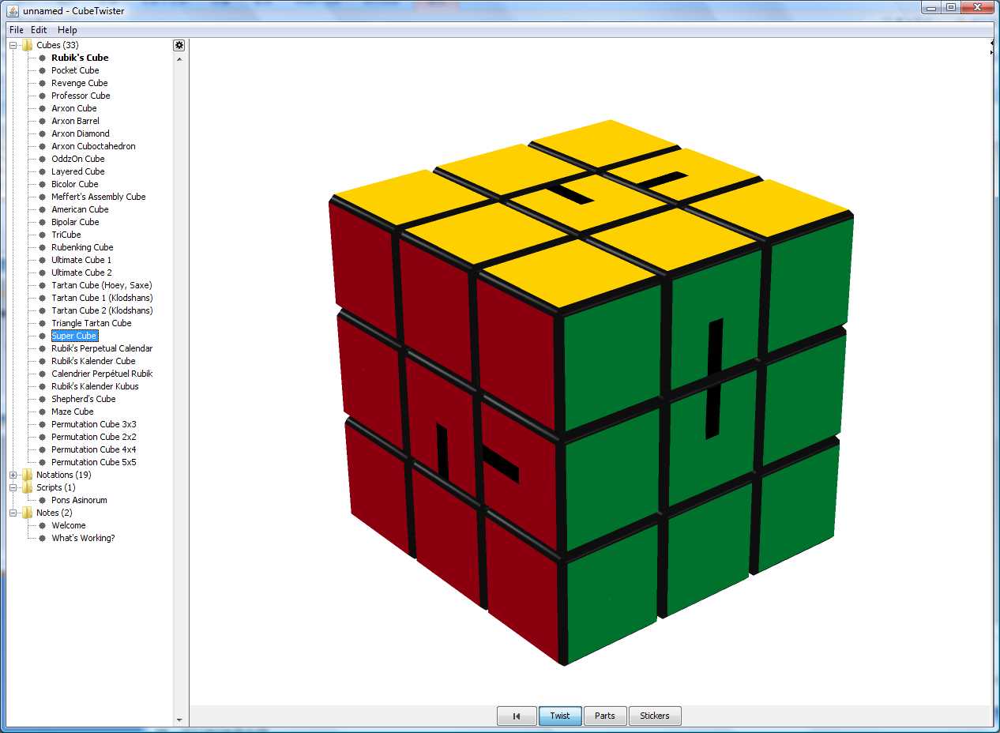 unnamed - CubeTwister
File Edit Help
Cubes (33)
Rubik's Cube
Pocket Cube
Revenge Cube
Professor Cube
Arxon Cube
Arxon Barrel
Arxon Diamond
Arxon Cuboctahedron
OddzOn Cube
Layered Cube
Bicolor Cube
Meffert's Assembly Cube
American Cube
Bipolar Cube
TriCube
Rubenking Cube
Ultimate Cube 1
Ultimate Cube 2
Tartan Cube (Hoey, Saxe)
Tartan Cube 1 (Klodshans)
Tartan Cube 2 (Klodshans)
Triangle Tartan Cube
Super Cube
Rubik's Perpetual Calendar
Rubik's Kalender Cube
Calendrier Perpétuel Rubik
Rubik's Kalender Kubus
Shepherd's Cube
Maze Cube
Permutation Cube 3x3
Permutation Cube 2x2
Permutation Cube 4x4
Permutation Cube 5x5
Notations (19)
Scripts (1)
Pons Asinorum
Notes (2)
Welcome
What's Working?
Twist Parts Stickers